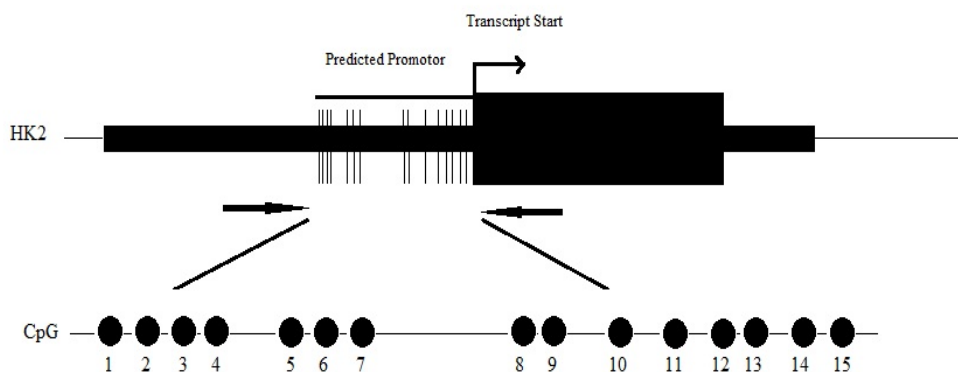 Transcript Start
Predicted Promotor
HK2
CpG
1 2 3 4 5 6 7 8 9 10 11 12 13 14 15